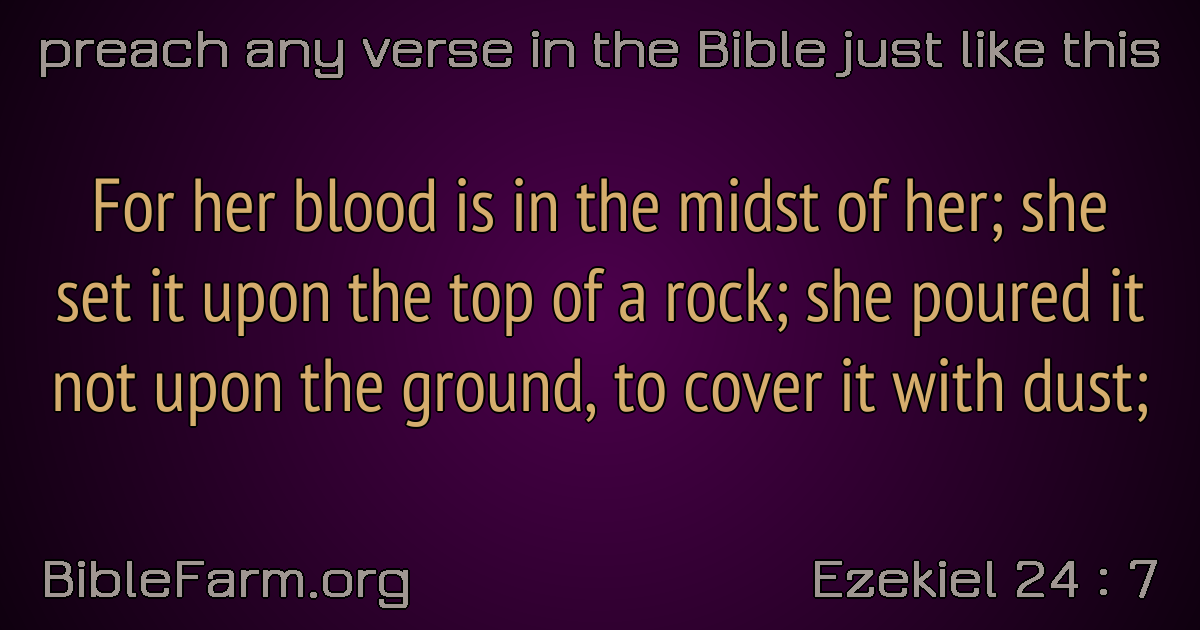 preach any verse in the Bible just like this
For her blood is in the midst of her; she
set it upon the top of a rock; she poured it
not upon the ground, to cover it with dust;
BibleFarm.org
Ezekiel 24 : 7